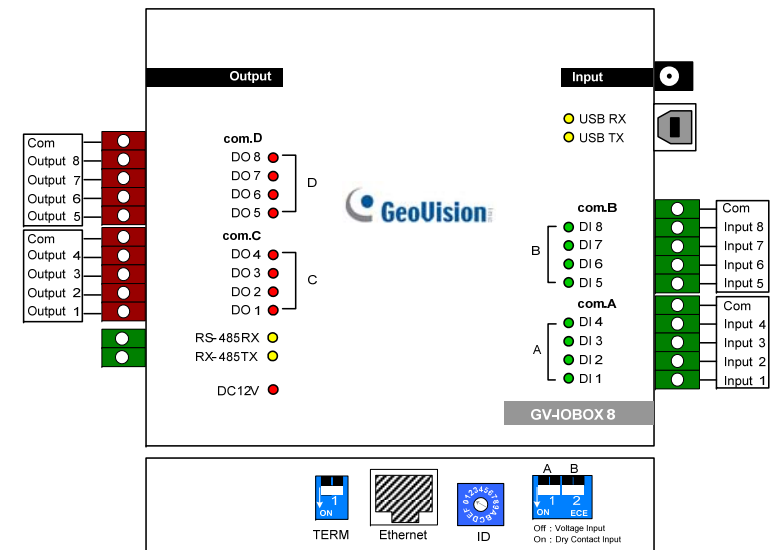 Output
Input
USB RX
USB TX
com.D
DO 8
DO 7
DO 6
DO 5
D
com.C
DO 4
DO 3
DO 2
DO 1
C
RS-485RX
RX-485TX
DC12V
Com
Output 8
Output 7
Output 6
Output 5
Com
Output 4
Output 3
Output 2
Output 1
GeoVision
com.B
DI 8
DI 7
DI 6
DI 5
B
com.A
DI 4
DI 3
DI 2
DI 1
A
Com
Input 8
Input 7
Input 6
Input 5
Com
Input 4
Input 3
Input 2
Input 1
GV-IOBOX 8
1
ON
TERM
Ethernet
0123456789ABCDEF
ID
A B
1 2
ON ECE
Off : Voltage Input
On : Dry Contact Input